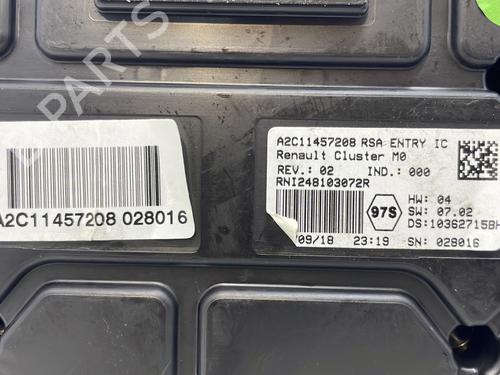 B-PARTS
A2C11457208 028016
A2C11457208 RSA ENTRY IC
Renault Cluster M0
REV.: 02 IND.: 000
RNI248103072R
97S
HW: 04
SW: 07.02
DS:10362715BH
09/18 23:19 SN: 028016